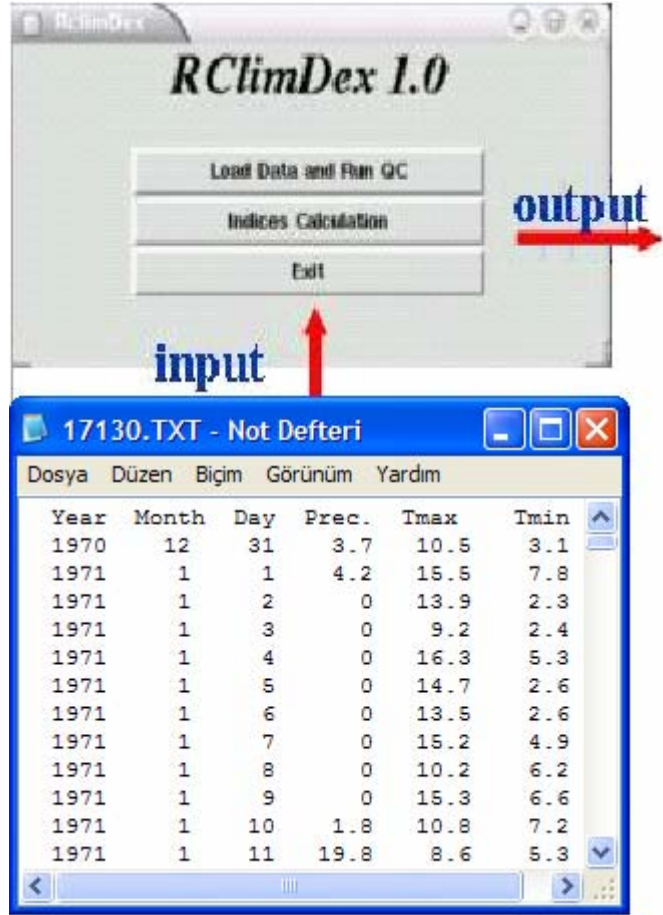 RClimDex
RClimDex 1.0
Load Data and Run QC
Indices Calculation
Exit
output
input
17130.TXT - Not Defteri
Dosya Düzen Biçim Görünüm Yardım
Year Month Day Prec. Tmax Tmin
1970 12 31 3.7 10.5 3.1
1971 1 1 4.2 15.5 7.8
1971 1 2 0 13.9 2.3
1971 1 3 0 9.2 2.4
1971 1 4 0 16.3 5.3
1971 1 5 0 14.7 2.6
1971 1 6 0 13.5 2.6
1971 1 7 0 15.2 4.9
1971 1 8 0 10.2 6.2
1971 1 9 0 15.3 6.6
1971 1 10 1.8 10.8 7.2
1971 1 11 19.8 8.6 5.3